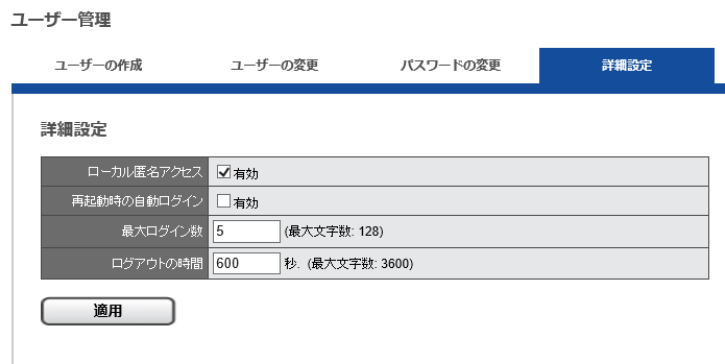 ユーザー管理
ユーザーの作成 ユーザーの変更 パスワードの変更 詳細設定
詳細設定
ローカル匿名アクセス 有効
再起動時の自動ログイン 有効
最大ログイン数 5 (最大文字数: 128)
ログアウトの時間 600 秒. (最大文字数: 3600)
適用